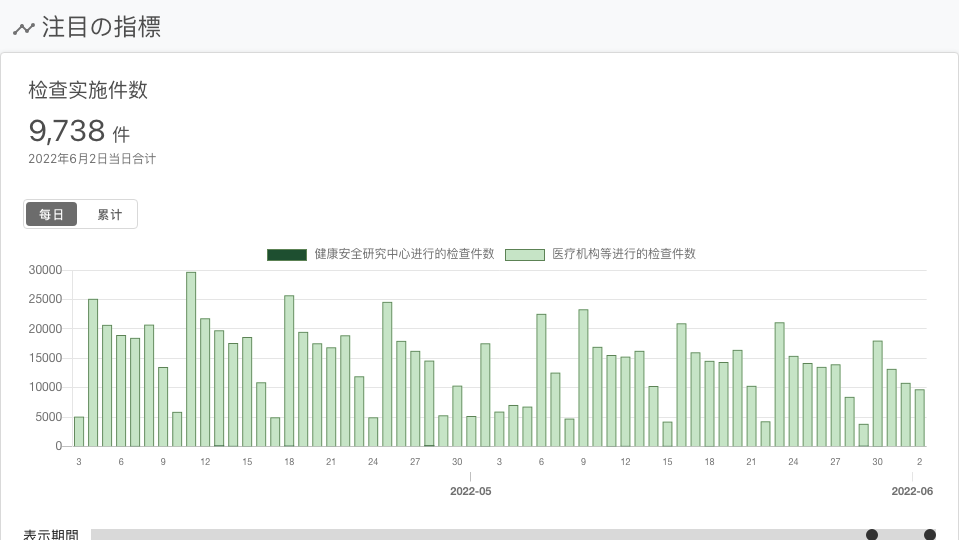 注目の指標
检查实施件数
9,738 件
2022年6月2日当日合计
每日 累计
健康安全研究中心进行的检查件数 医疗机构等进行的检查件数
30000
25000
20000
15000
10000
5000
0
3 6 9 12 15 18 21 24 27 30 3 6 9 12 15 18 21 24 27 30 2
2022-05 2022-06
表示期間